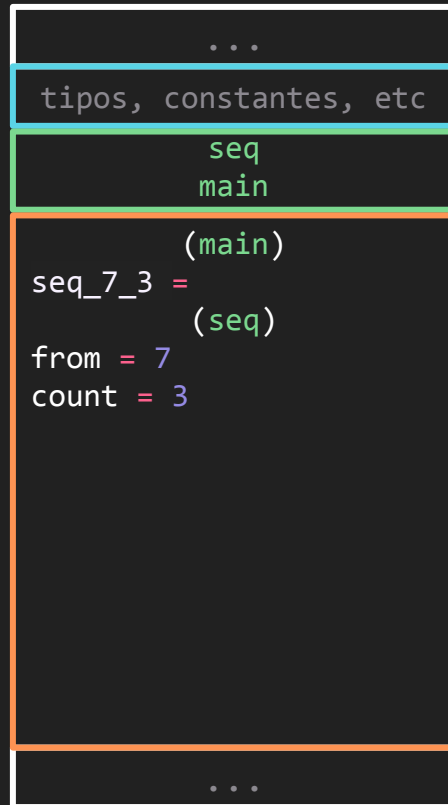 ...
tipos, constantes, etc
seq
main
(main)
seq_7_3 =
(seq)
from = 7
count = 3
...